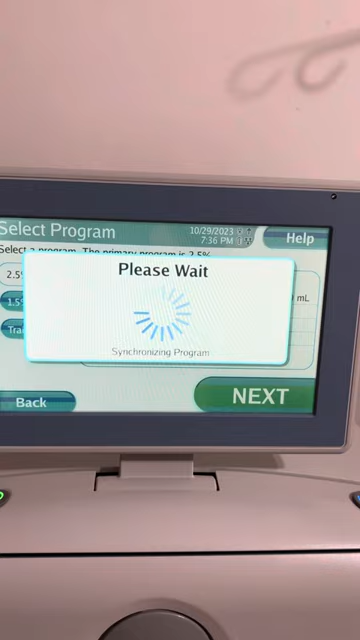 Select Program
10/29/2023
7:36 PM
Help
Select a program. The primary program is 2.5%
2.5%
Please Wait
mL
1.5%
Synchronizing Program
Back
NEXT